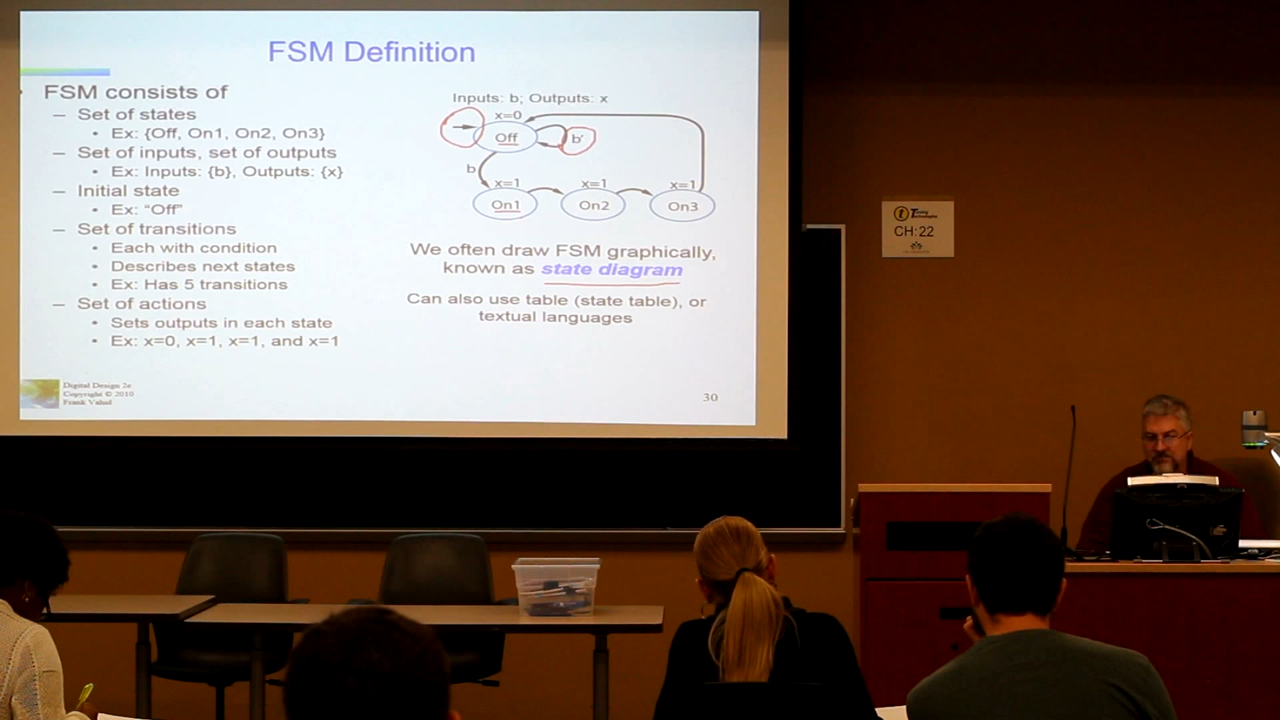 FSM Definition
FSM consists of
– Set of states
• Ex: {Off, On1, On2, On3}
– Set of inputs, set of outputs
• Ex: Inputs: {b}, Outputs: {x}
– Initial state
• Ex: “Off”
– Set of transitions
• Each with condition
• Describes next states
• Ex: Has 5 transitions
– Set of actions
• Sets outputs in each state
• Ex: x=0, x=1, x=1, and x=1
Inputs: b; Outputs: x
x=0
Off
b'
b
x=1
x=1
x=1
On1
On2
On3
We often draw FSM graphically,
known as state diagram
Can also use table (state table), or
textual languages
Digital Design 2e
Copyright © 2010
Frank Vahid
30
Turning
Technologies
CH: 22